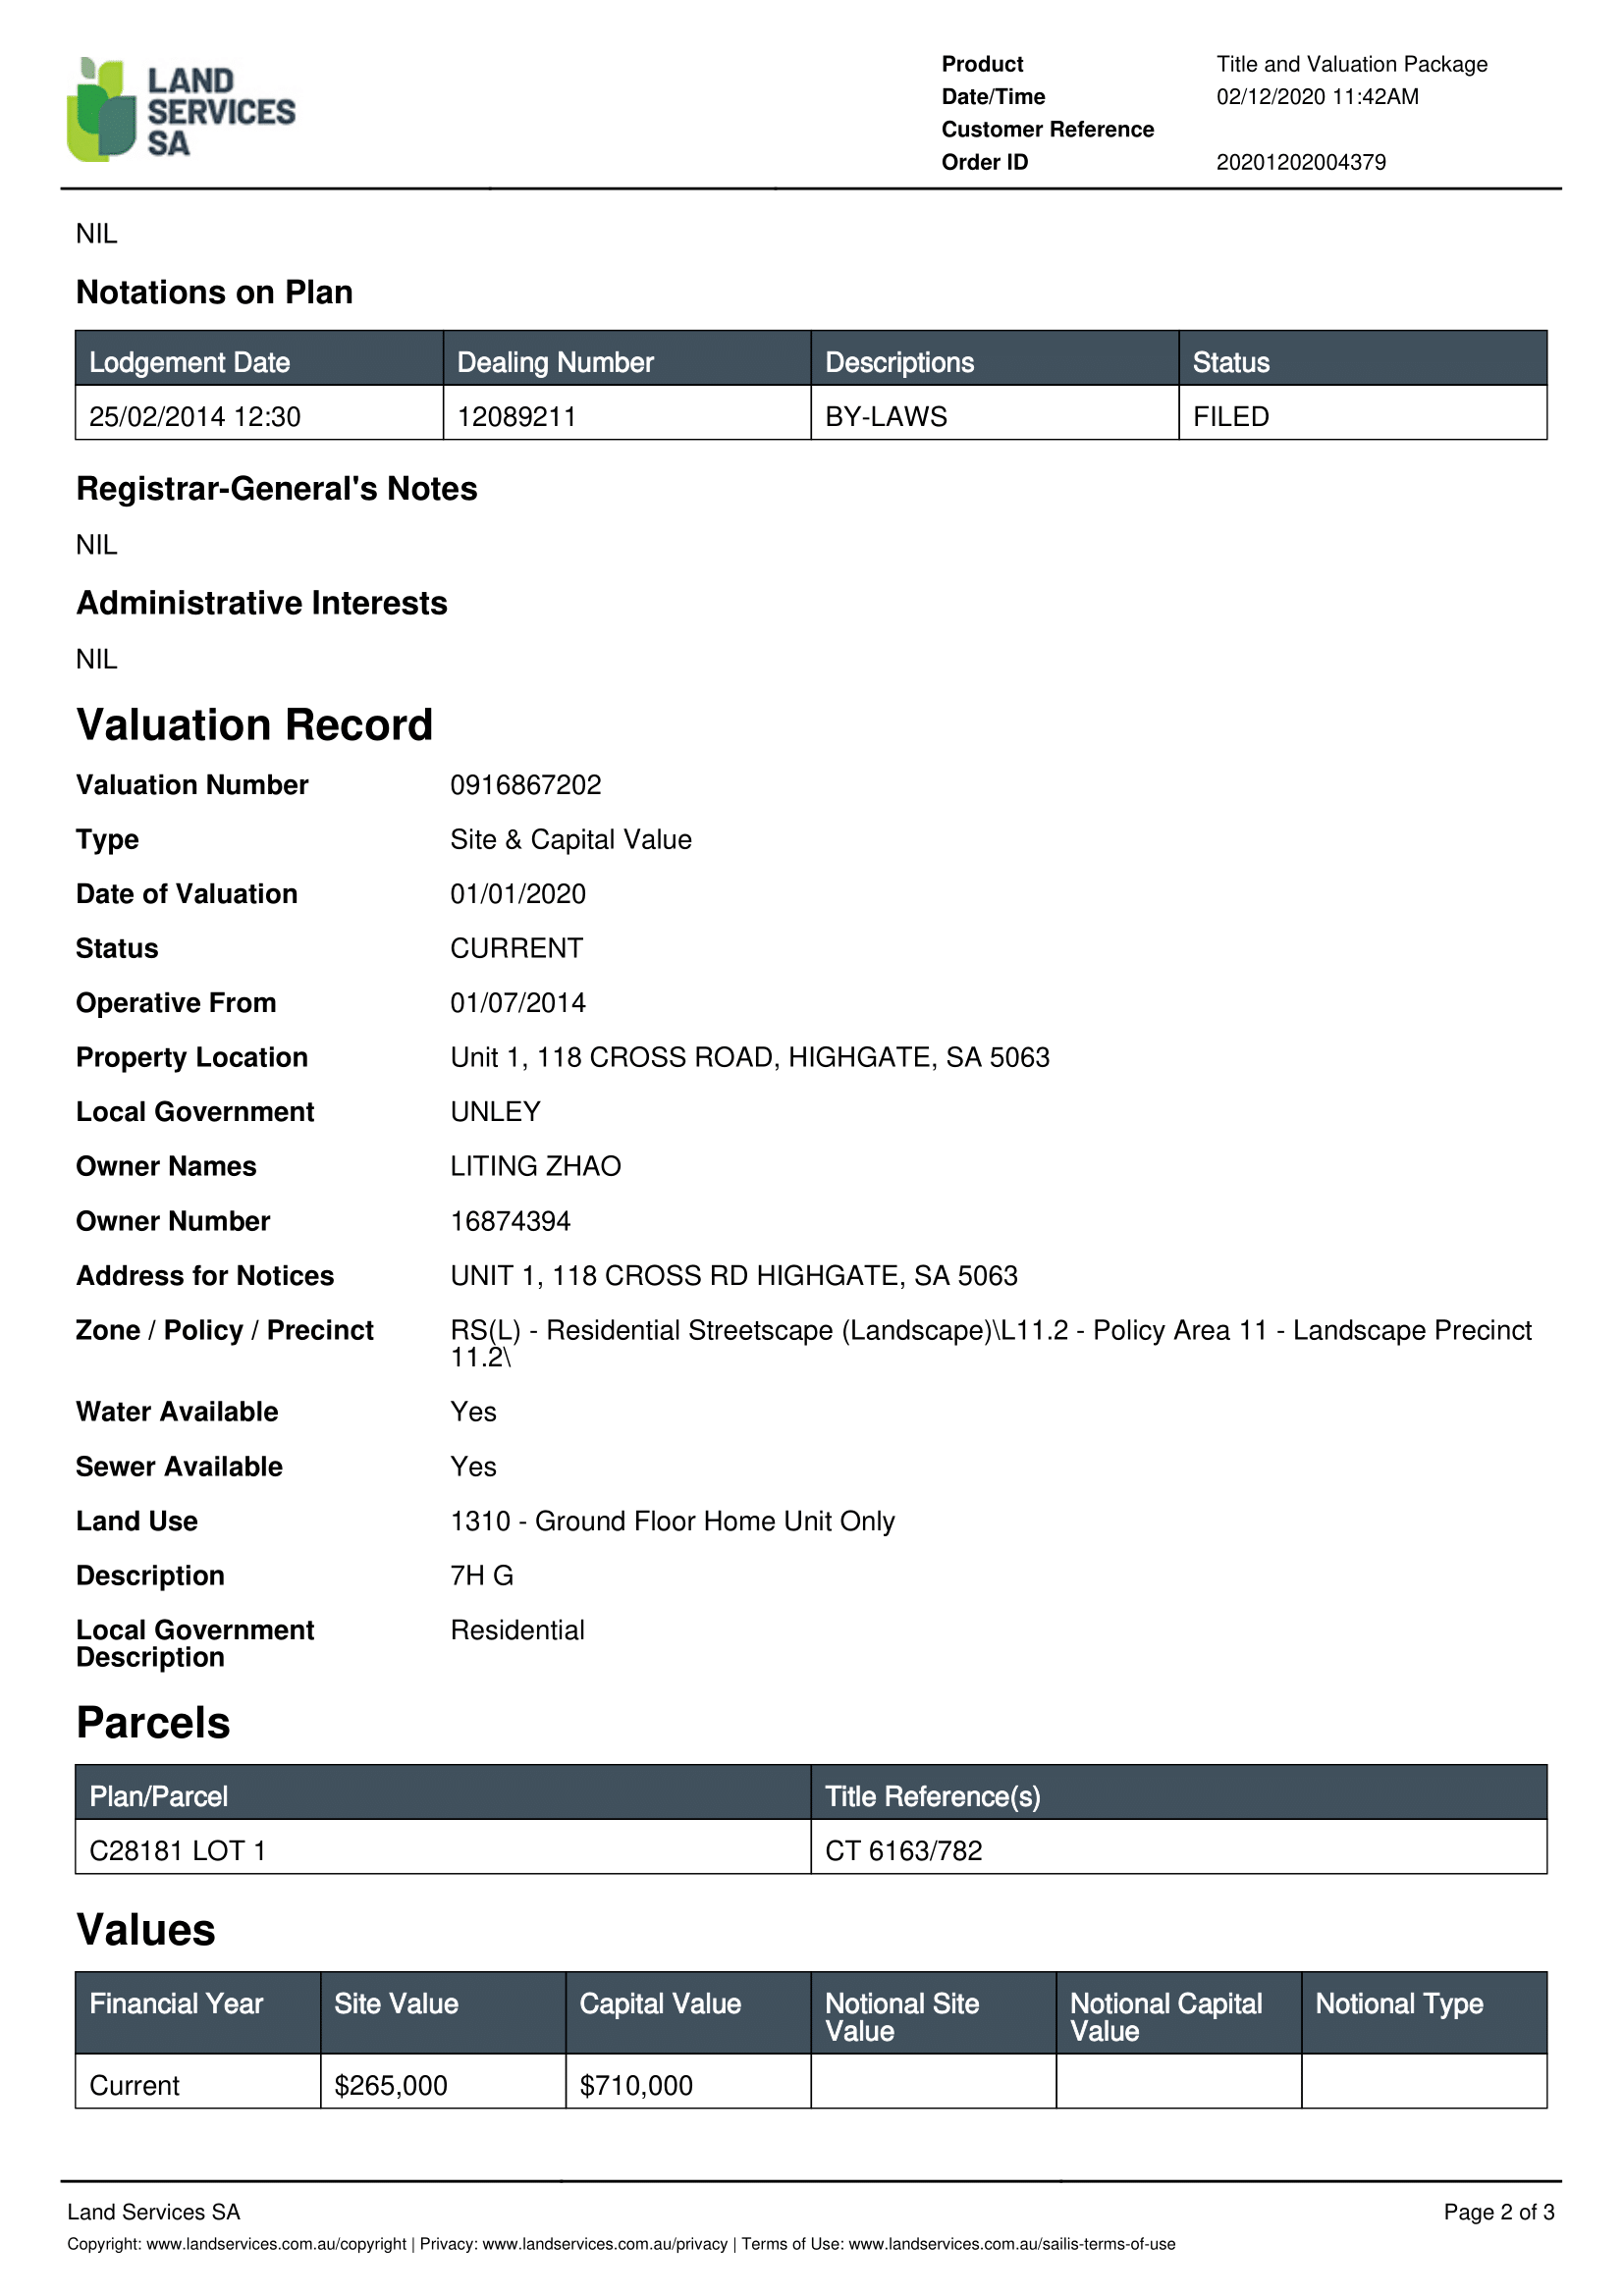 LAND
SERVICES
SA
Product Title and Valuation Package
Date/Time 02/12/2020 11:42AM
Customer Reference
Order ID 20201202004379
NIL
Notations on Plan
Lodgement Date Dealing Number Descriptions Status
25/02/2014 12:30 12089211 BY-LAWS FILED
Registrar-General's Notes
NIL
Administrative Interests
NIL
Valuation Record
Valuation Number 0916867202
Type Site & Capital Value
Date of Valuation 01/01/2020
Status CURRENT
Operative From 01/07/2014
Property Location Unit 1, 118 CROSS ROAD, HIGHGATE, SA 5063
Local Government UNLEY
Owner Names LITING ZHAO
Owner Number 16874394
Address for Notices UNIT 1, 118 CROSS RD HIGHGATE, SA 5063
Zone / Policy / Precinct RS(L) - Residential Streetscape (Landscape)\L11.2 - Policy Area 11 - Landscape Precinct
11.2\
Water Available Yes
Sewer Available Yes
Land Use 1310 - Ground Floor Home Unit Only
Description 7H G
Local Government Residential
Description
Parcels
Plan/Parcel Title Reference(s)
C28181 LOT 1 CT 6163/782
Values
Financial Year Site Value Capital Value Notional Site Notional Capital Notional Type
Value Value
Current $265,000 $710,000
Land Services SA Page 2 of 3
Copyright: www.landservices.com.au/copyright | Privacy: www.landservices.com.au/privacy | Terms of Use: www.landservices.com.au/sailis-terms-of-use